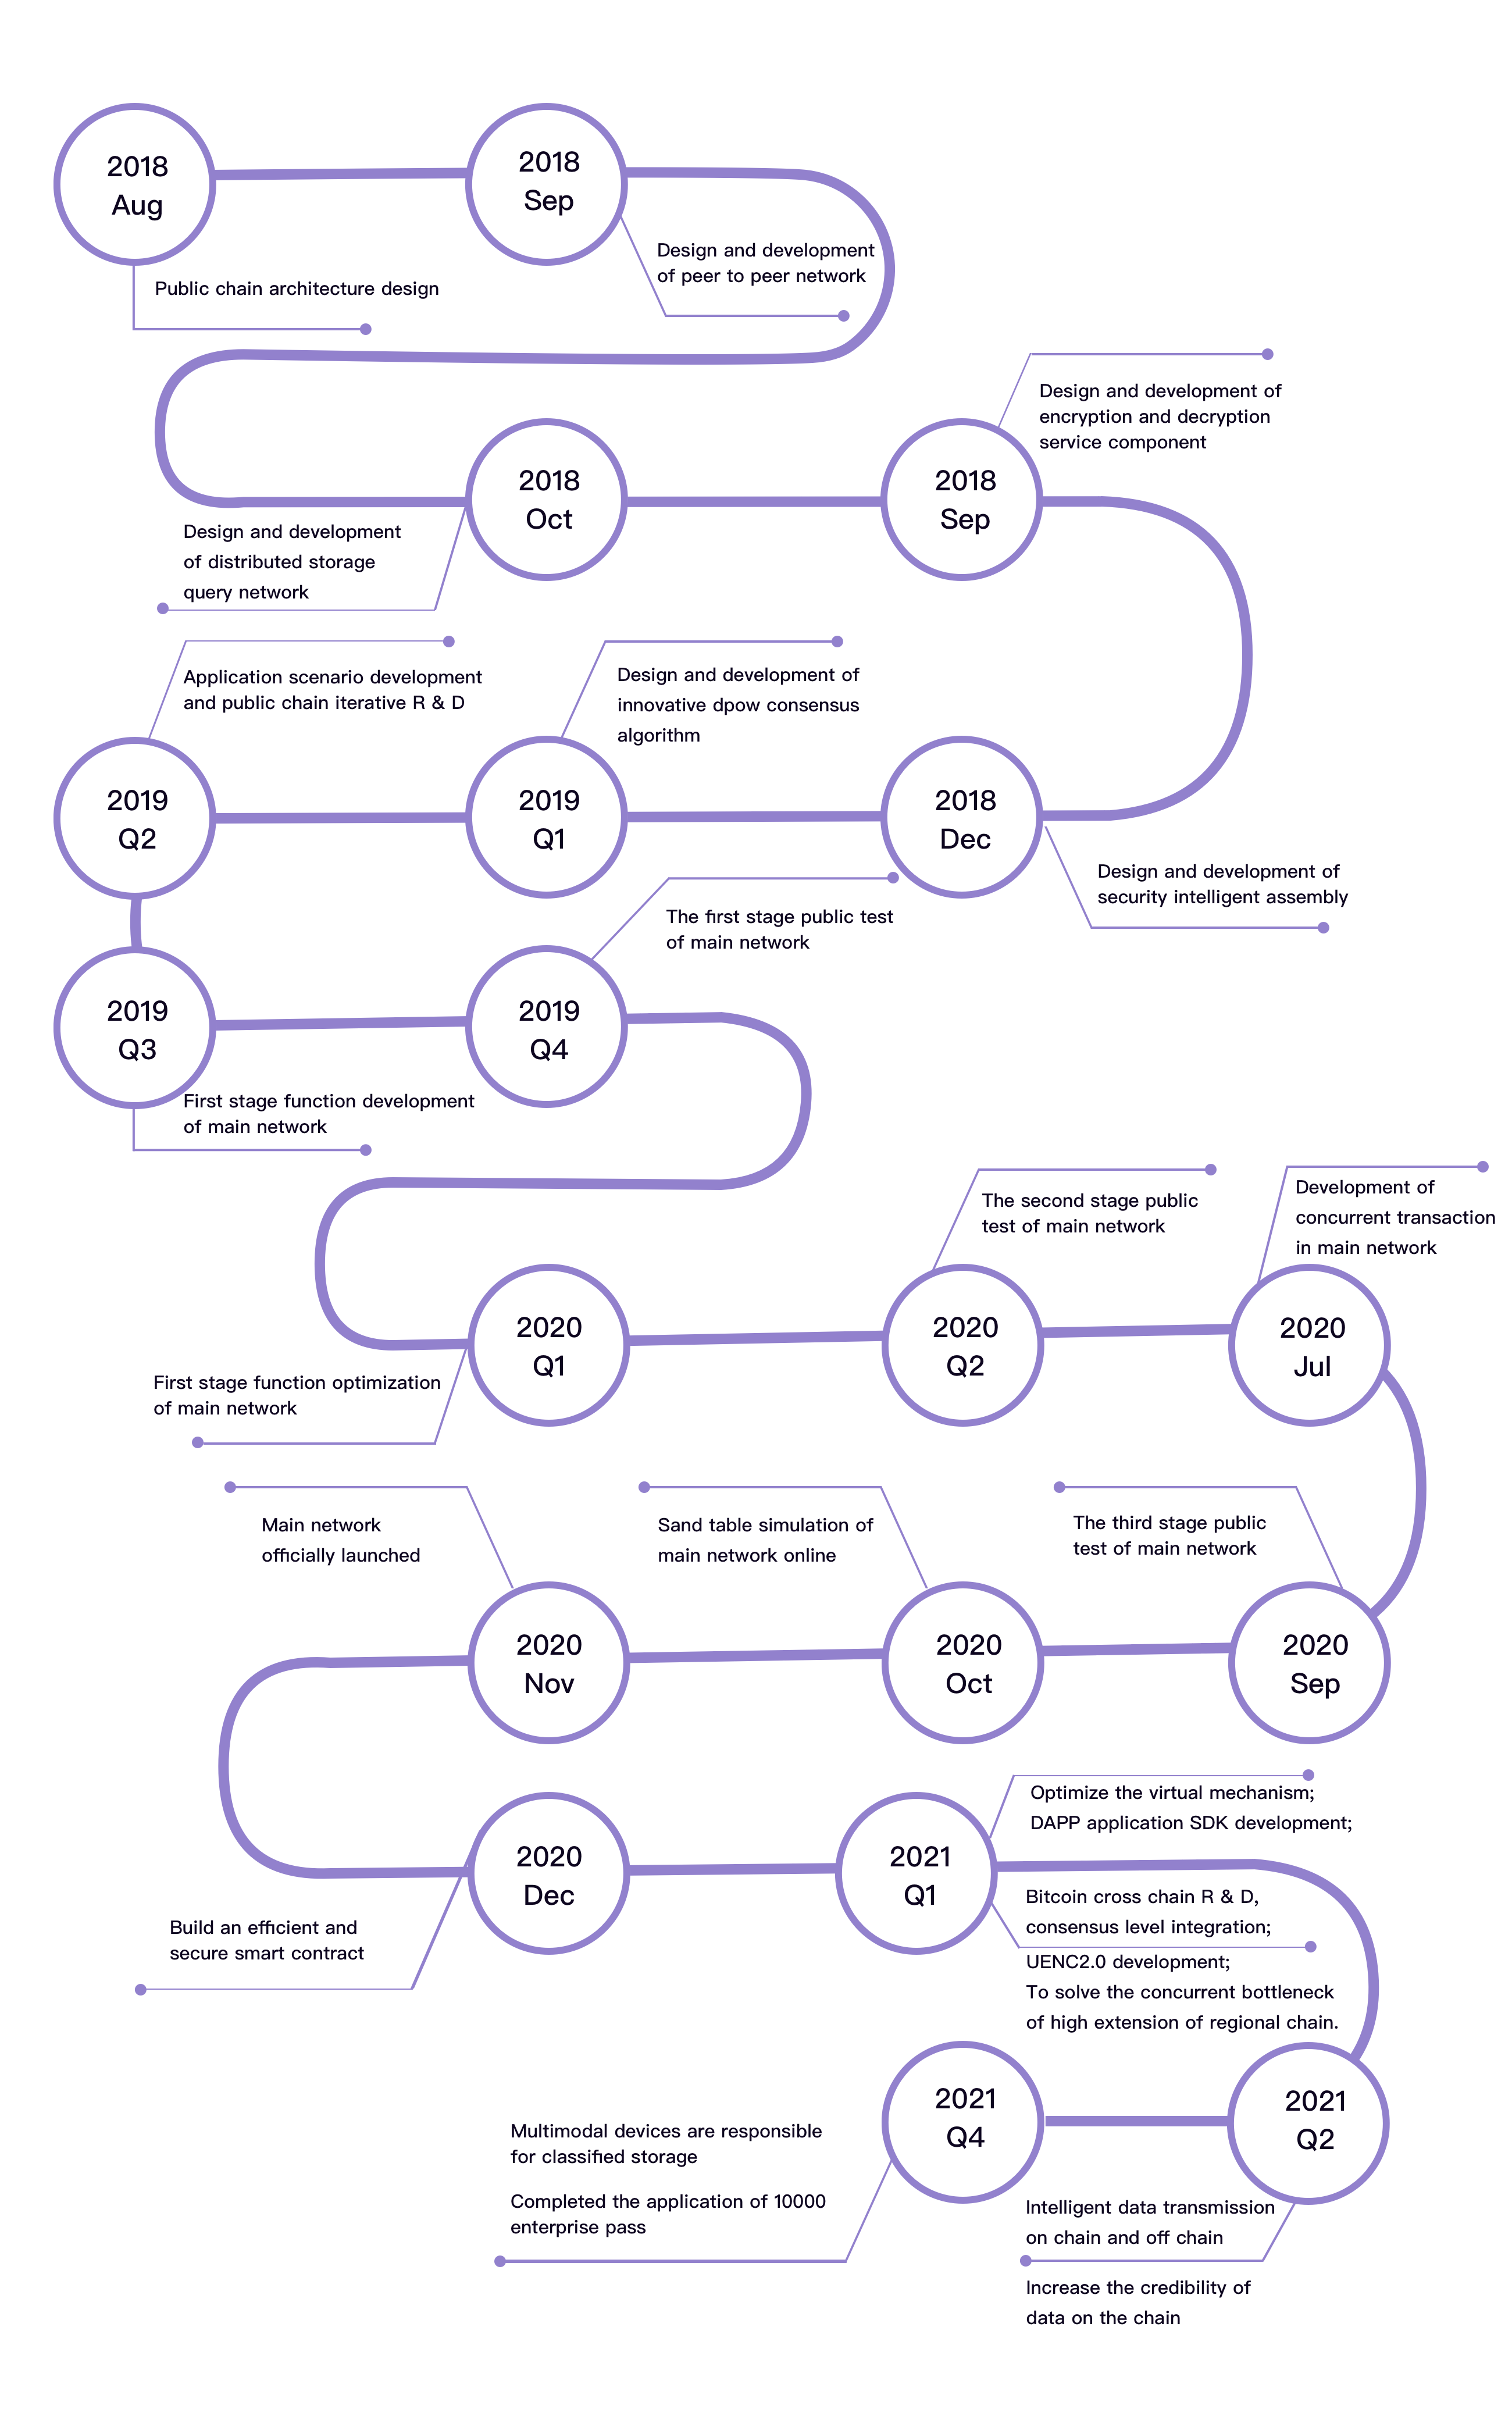 2018
Aug
Public chain architecture design
2018
Sep
Design and development
of peer to peer network
2018
Oct
Design and development
of distributed storage
query network
2018
Sep
Design and development of
encryption and decryption
service component
2018
Dec
Design and development of
security intelligent assembly
2019
Q1
Design and development of
innovative dpow consensus
algorithm
2019
Q2
Application scenario development
and public chain iterative R & D
2019
Q3
First stage function development
of main network
2019
Q4
The first stage public test
of main network
2020
Q1
First stage function optimization
of main network
2020
Q2
The second stage public
test of main network
2020
Jul
Development of
concurrent transaction
in main network
2020
Sep
The third stage public
test of main network
2020
Oct
Sand table simulation of
main network online
2020
Nov
Main network
officially launched
2020
Dec
Build an efficient and
secure smart contract
2021
Q1
Optimize the virtual mechanism;
DAPP application SDK development;
Bitcoin cross chain R & D,
consensus level integration;
UENC2.0 development;
To solve the concurrent bottleneck
of high extension of regional chain.
2021
Q2
Intelligent data transmission
on chain and off chain
Increase the credibility of
data on the chain
2021
Q4
Multimodal devices are responsible
for classified storage
Completed the application of 10000
enterprise pass